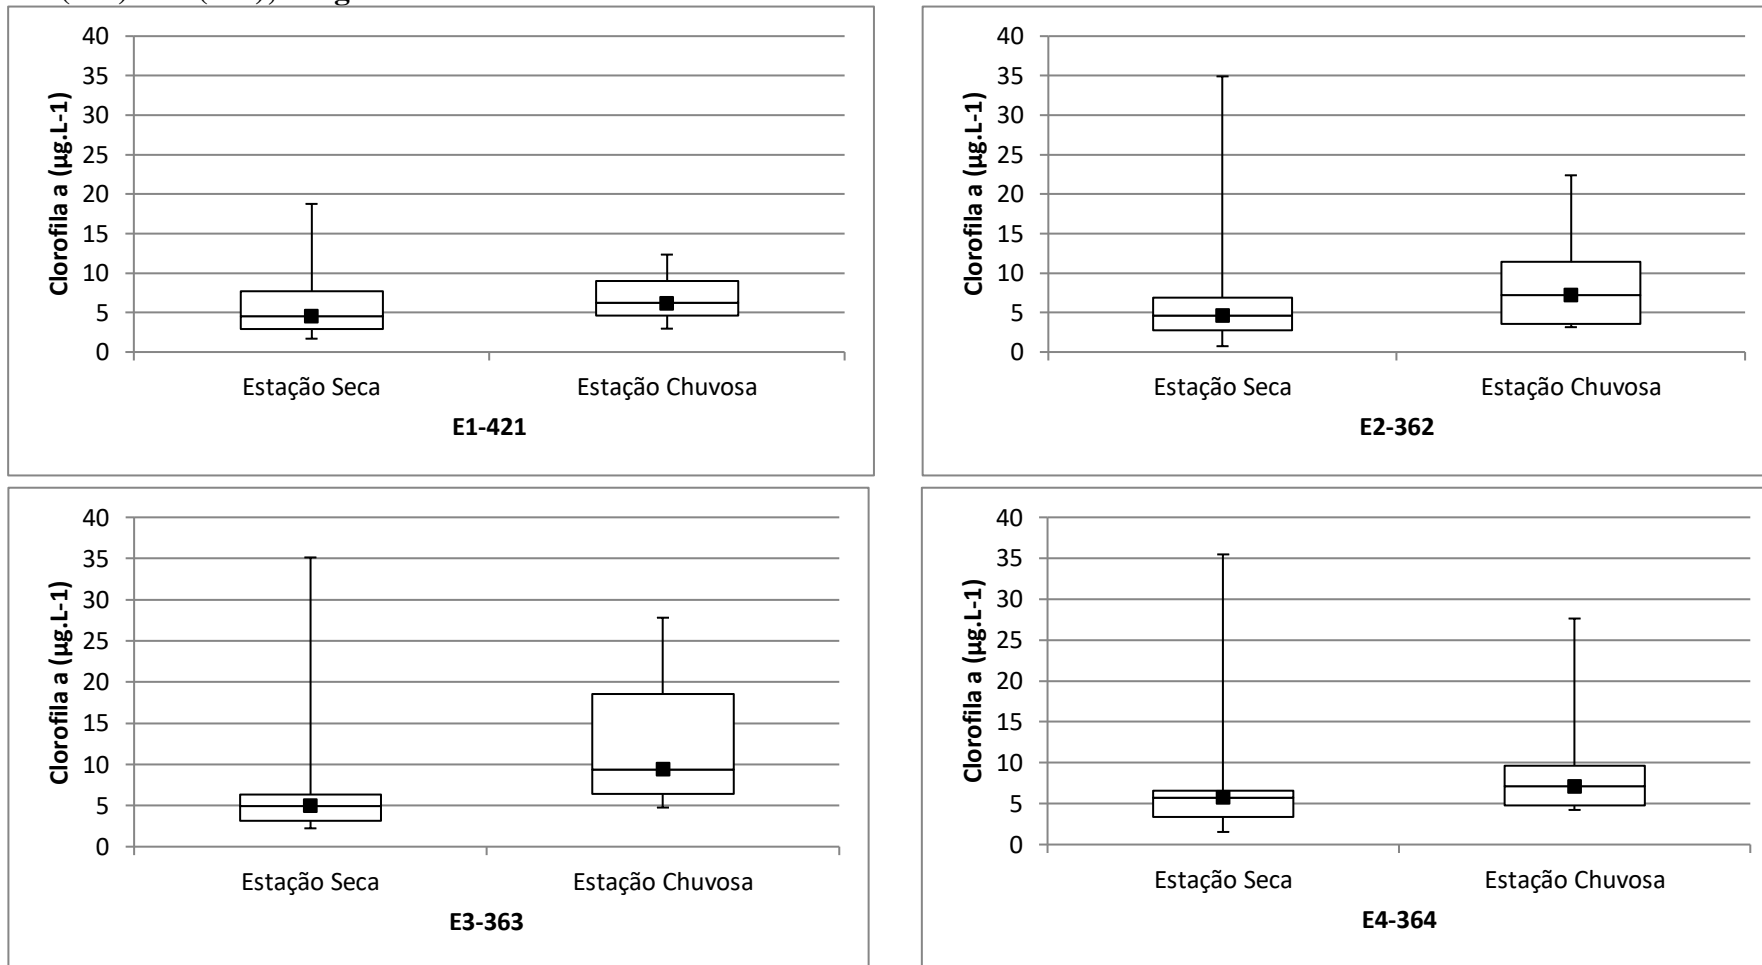 40
35
30
25
20
15
10
5
0
Clorofila a (µg.L-1)
Estação Seca
Estação Chuvosa
E1-421
40
35
30
25
20
15
10
5
0
Clorofila a (µg.L-1)
Estação Seca
Estação Chuvosa
E2-362
40
35
30
25
20
15
10
5
0
Clorofila a (µg.L-1)
Estação Seca
Estação Chuvosa
E3-363
40
35
30
25
20
15
10
5
0
Clorofila a (µg.L-1)
Estação Seca
Estação Chuvosa
E4-364